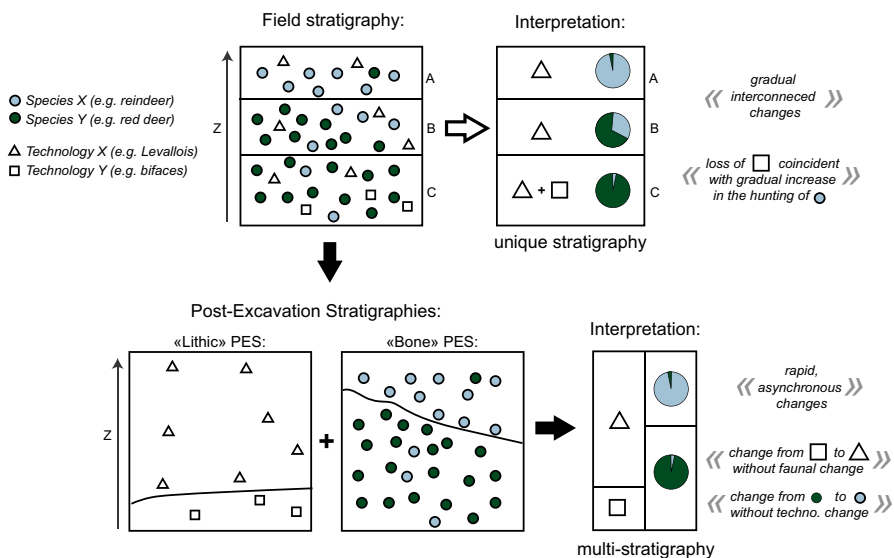 Field stratigraphy:
Interpretation:
Species X (e.g. reindeer)
Species Y (e.g. red deer)
Technology X (e.g. Levallois)
Technology Y (e.g. bifaces)
Z
A
B
C
A
B
C
+
unique stratigraphy
« gradual »
interconneced
changes
« loss of coincident »
with gradual increase
in the hunting of
Post-Excavation Stratigraphies:
«Lithic» PES:
«Bone» PES:
Interpretation:
Z
+
multi-stratigraphy
« rapid, »
asynchronous
changes
« change from to »
without faunal change
« change from to »
without techno. change